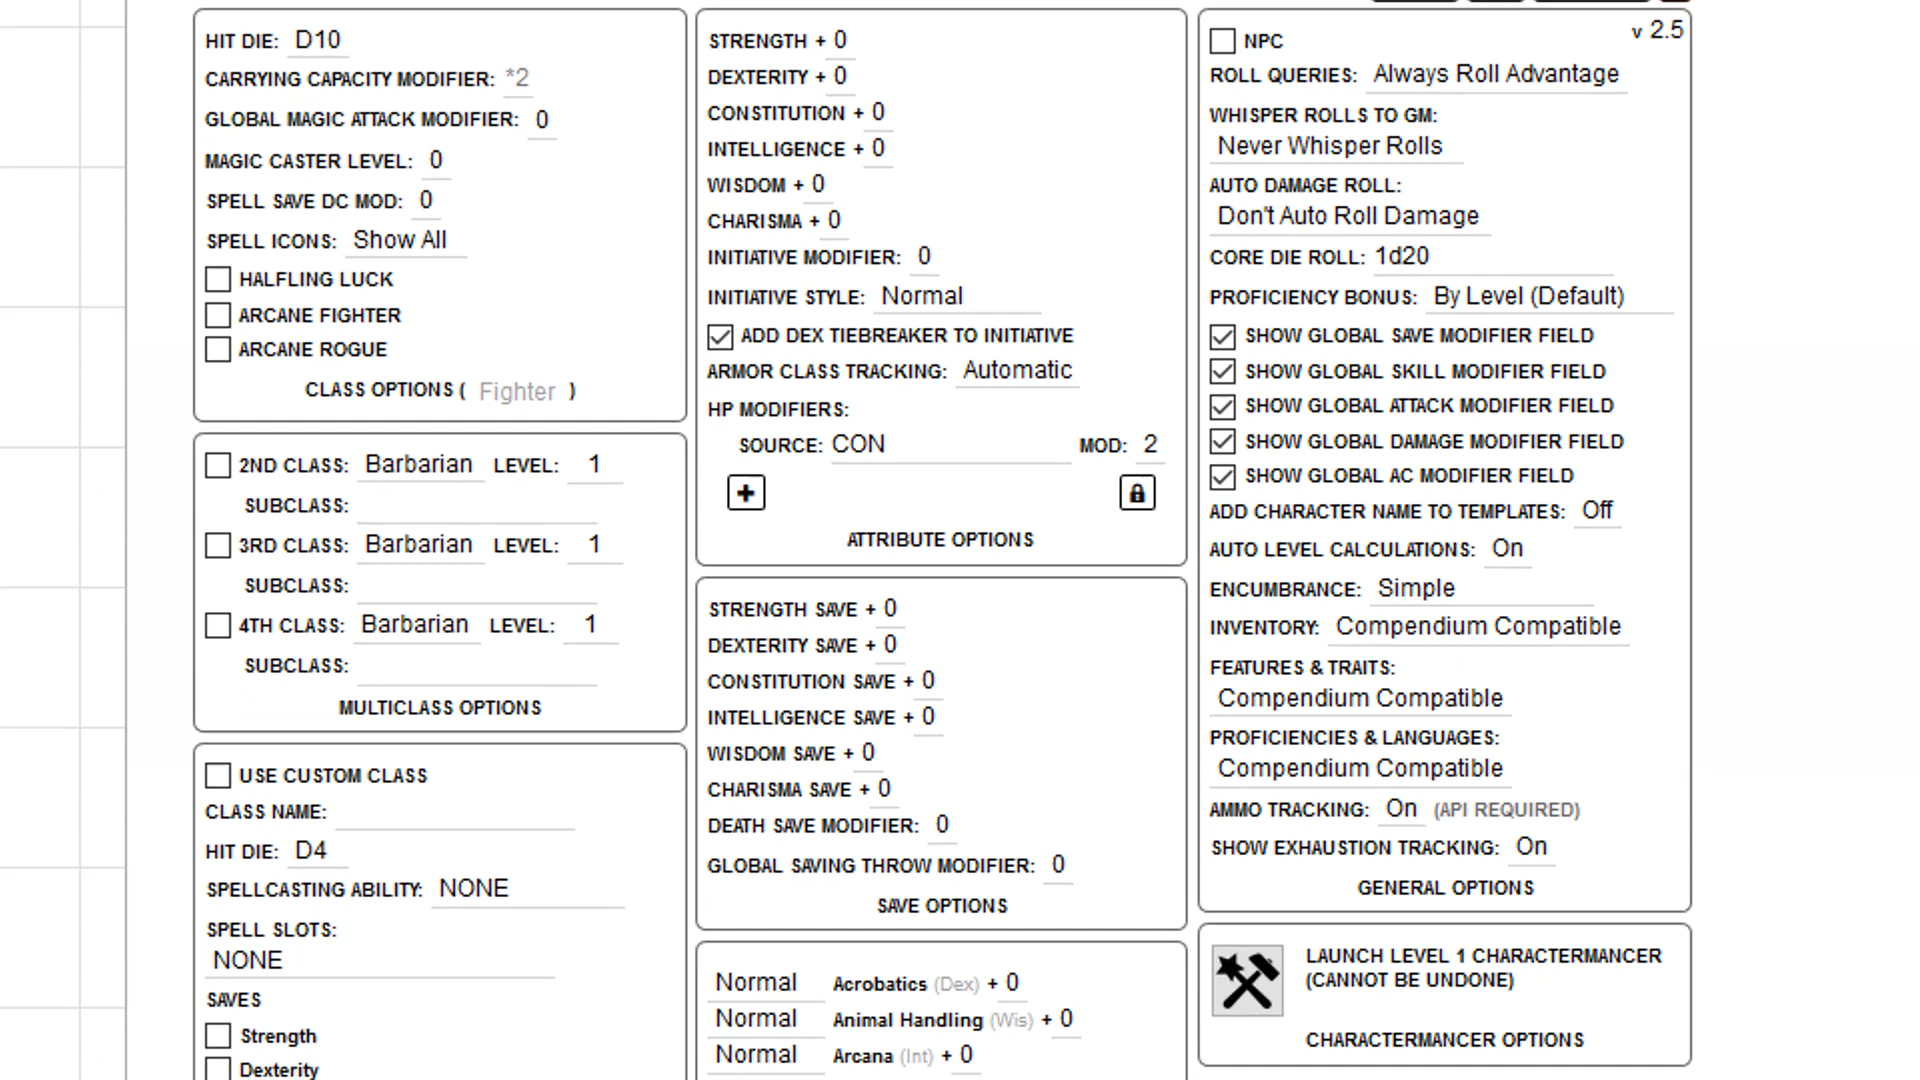 HIT DIE: D10
CARRYING CAPACITY MODIFIER: *2
GLOBAL MAGIC ATTACK MODIFIER: 0
MAGIC CASTER LEVEL: 0
SPELL SAVE DC MOD: 0
SPELL ICONS: Show All
HALFLING LUCK
ARCANE FIGHTER
ARCANE ROGUE
CLASS OPTIONS ( Fighter )
2ND CLASS: Barbarian LEVEL: 1
SUBCLASS:
3RD CLASS: Barbarian LEVEL: 1
SUBCLASS:
4TH CLASS: Barbarian LEVEL: 1
SUBCLASS:
MULTICLASS OPTIONS
USE CUSTOM CLASS
CLASS NAME:
HIT DIE: D4
SPELLCASTING ABILITY: NONE
SPELL SLOTS:
NONE
SAVES
Strength
Dexterity
STRENGTH + 0
DEXTERITY + 0
CONSTITUTION + 0
INTELLIGENCE + 0
WISDOM + 0
CHARISMA + 0
INITIATIVE MODIFIER: 0
INITIATIVE STYLE: Normal
ADD DEX TIEBREAKER TO INITIATIVE
ARMOR CLASS TRACKING: Automatic
HP MODIFIERS:
SOURCE: CON MOD: 2
ATTRIBUTE OPTIONS
STRENGTH SAVE + 0
DEXTERITY SAVE + 0
CONSTITUTION SAVE + 0
INTELLIGENCE SAVE + 0
WISDOM SAVE + 0
CHARISMA SAVE + 0
DEATH SAVE MODIFIER: 0
GLOBAL SAVING THROW MODIFIER: 0
SAVE OPTIONS
Normal Acrobatics (Dex) + 0
Normal Animal Handling (Wis) + 0
Normal Arcana (Int) + 0
v 2.5
NPC
ROLL QUERIES: Always Roll Advantage
WHISPER ROLLS TO GM:
Never Whisper Rolls
AUTO DAMAGE ROLL:
Don't Auto Roll Damage
CORE DIE ROLL: 1d20
PROFICIENCY BONUS: By Level (Default)
SHOW GLOBAL SAVE MODIFIER FIELD
SHOW GLOBAL SKILL MODIFIER FIELD
SHOW GLOBAL ATTACK MODIFIER FIELD
SHOW GLOBAL DAMAGE MODIFIER FIELD
SHOW GLOBAL AC MODIFIER FIELD
ADD CHARACTER NAME TO TEMPLATES: Off
AUTO LEVEL CALCULATIONS: On
ENCUMBRANCE: Simple
INVENTORY: Compendium Compatible
FEATURES & TRAITS:
Compendium Compatible
PROFICIENCIES & LANGUAGES:
Compendium Compatible
AMMO TRACKING: On (API REQUIRED)
SHOW EXHAUSTION TRACKING: On
GENERAL OPTIONS
LAUNCH LEVEL 1 CHARACTERMANCER
(CANNOT BE UNDONE)
CHARACTERMANCER OPTIONS